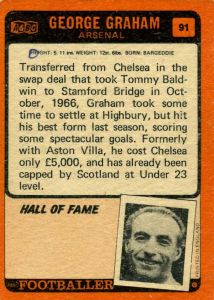 A&BC
GEORGE GRAHAM
ARSENAL
91
HEIGHT: 5. 11 ins. WEIGHT: 12st. 6lbs. BORN: BARGEDDIE
Transferred from Chelsea in the
swap deal that took Tommy Bald-
win to Stamford Bridge in Oct-
ober, 1966, Graham took some
time to settle at Highbury, but hit
his best form last season, scoring
some spectacular goals. Formerly
with Aston Villa, he cost Chelsea
only £5,000, and has already been
capped by Scotland at Under 23
level.
HALL OF FAME
PRINTED IN ENGLAND
FOOTBALLER